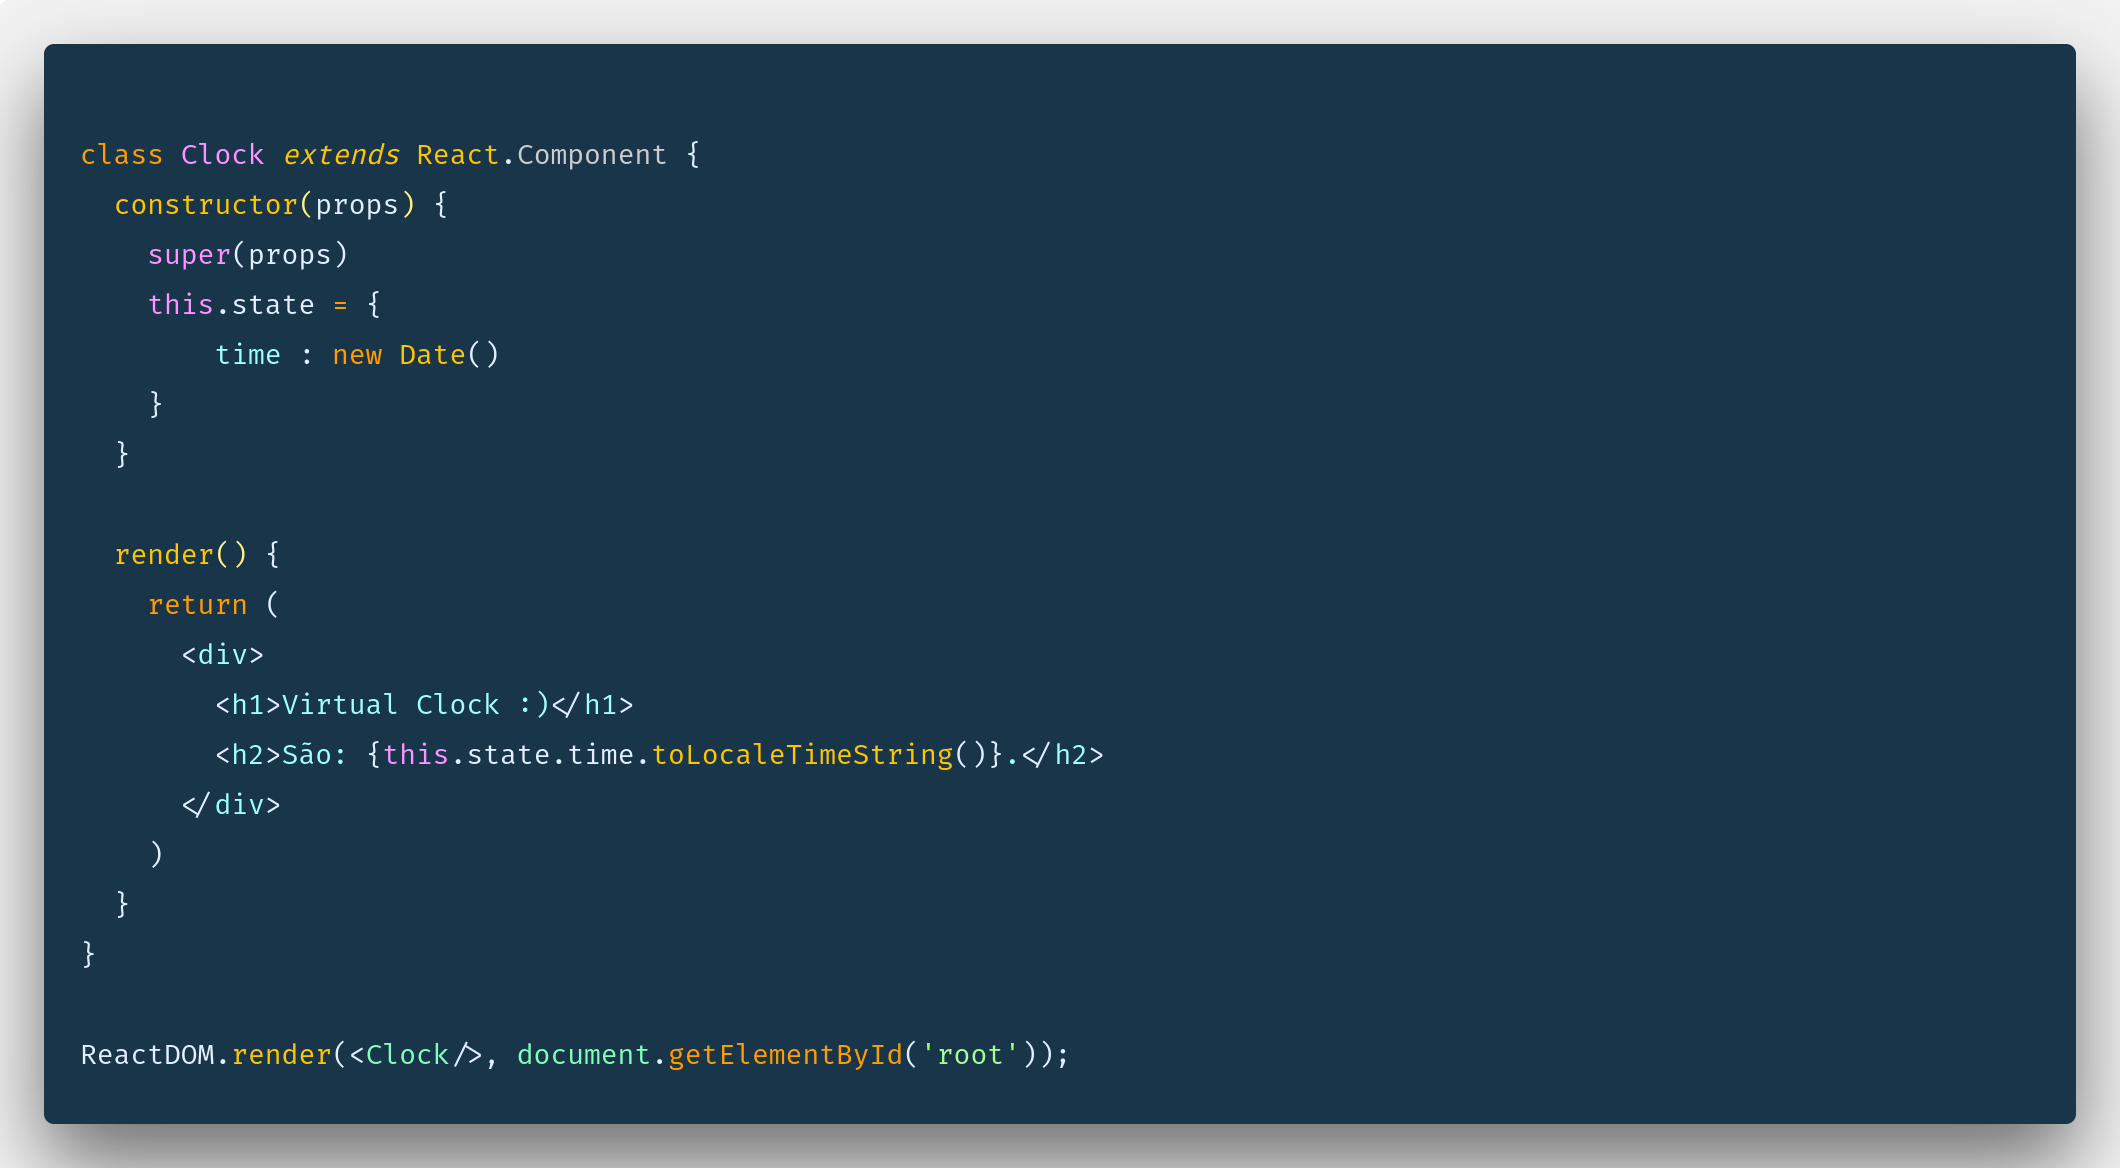 class Clock extends React.Component {
  constructor(props) {
    super(props)
    this.state = {
        time : new Date()
    }
  }

  render() {
    return (
      <div>
        <h1>Virtual Clock :)</h1>
        <h2>São: {this.state.time.toLocaleTimeString()}.</h2>
      </div>
    )
  }
}

ReactDOM.render(<Clock/>, document.getElementById('root'));